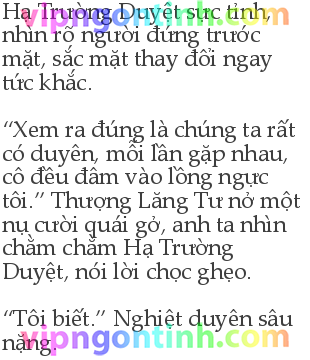 Hạ Trường Duyệt sực tỉnh,
vipngontinh.com
nhìn rõ người đứng trước
mặt, sắc mặt thay đổi ngay
tức khắc.
“Xem ra đúng là chúng ta rất
có duyên, mỗi lần gặp nhau,
cô đều đâm vào lồng ngực
tôi.” Thượng Lăng Tư nở một
nụ cười quái gở, anh ta nhìn
chằm chằm Hạ Trường
Duyệt, nói lời chọc ghẹo.
“Tôi biết.” Nghiệt duyên sâu
nặng.
vipngontinh.com